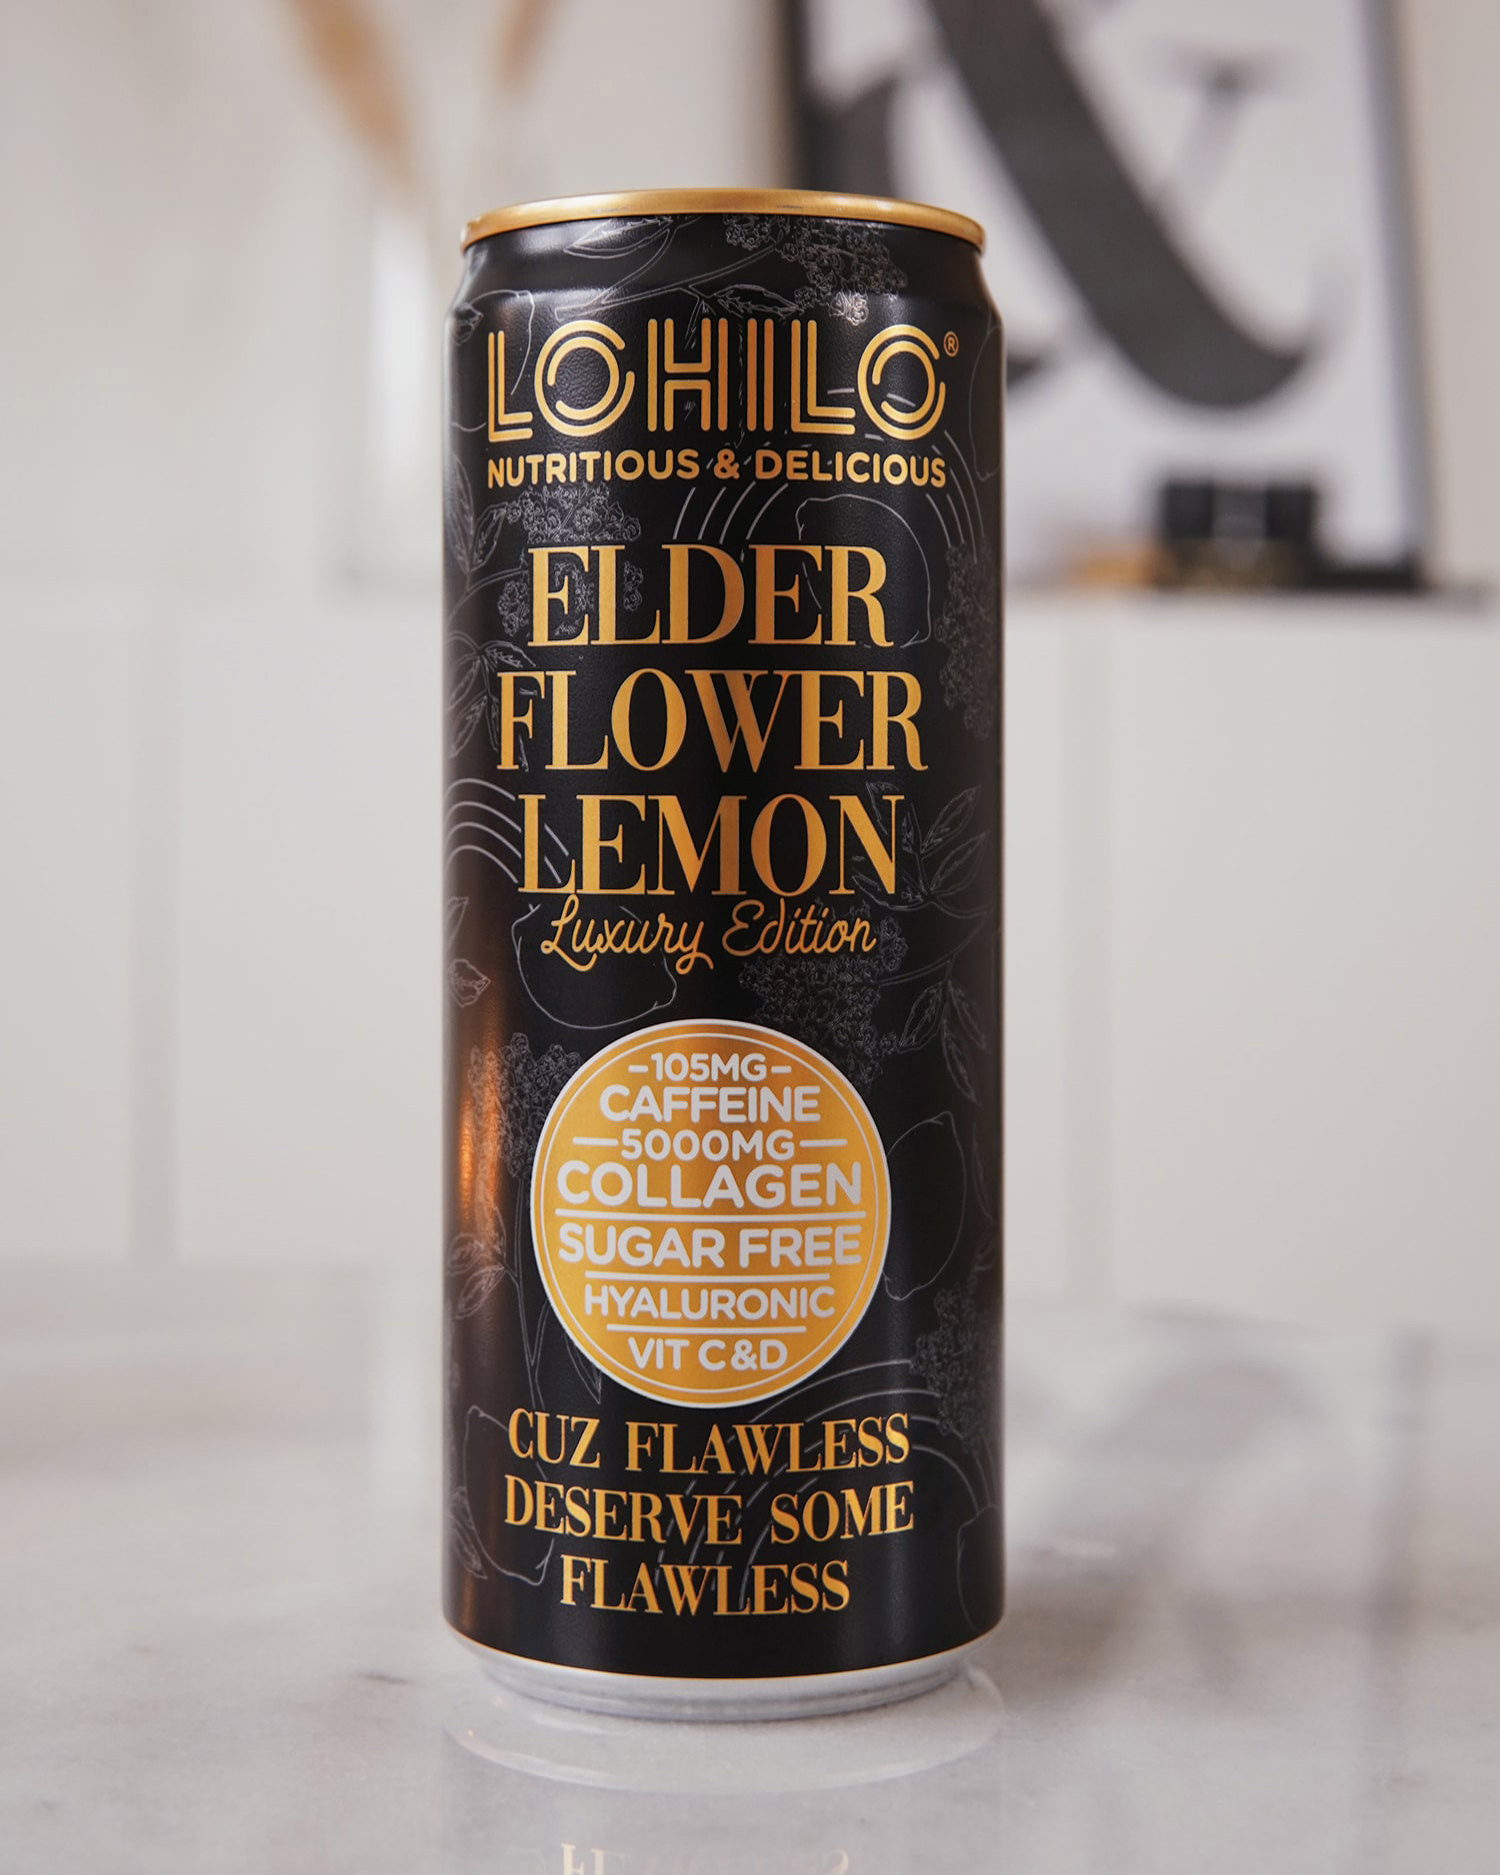 LOHILO®
NUTRITIOUS & DELICIOUS
ELDER
FLOWER
LEMON
Luxury Edition
-105MG-
CAFFEINE
5000MG
COLLAGEN
SUGAR FREE
HYALURONIC
VIT C&D
CUZ FLAWLESS
DESERVE SOME
FLAWLESS